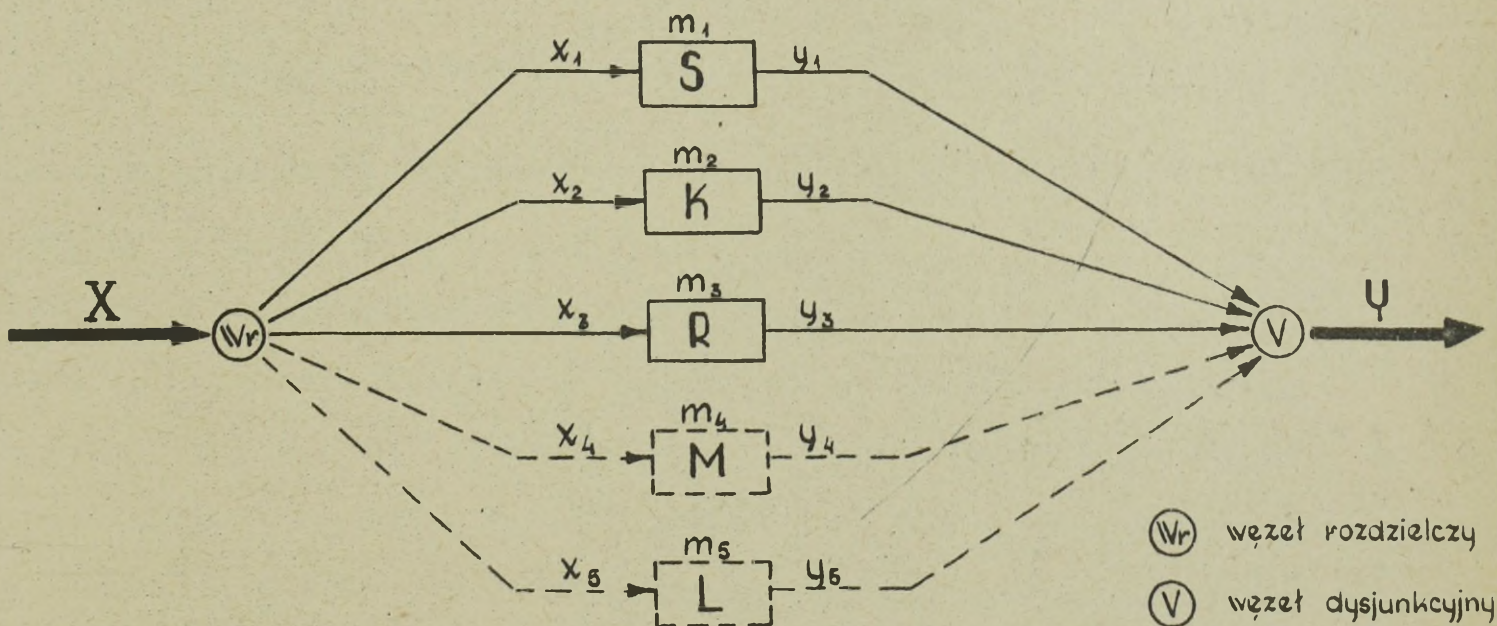 m₁
x₁ S y₁
m₂
x₂ K y₂
m₃
X Wr x₃ R y₃ V Y
m₄
x₄ M y₄
m₅
x₅ L y₅
Wr węzeł rozdzielczy
V węzeł dysjunkcyjny